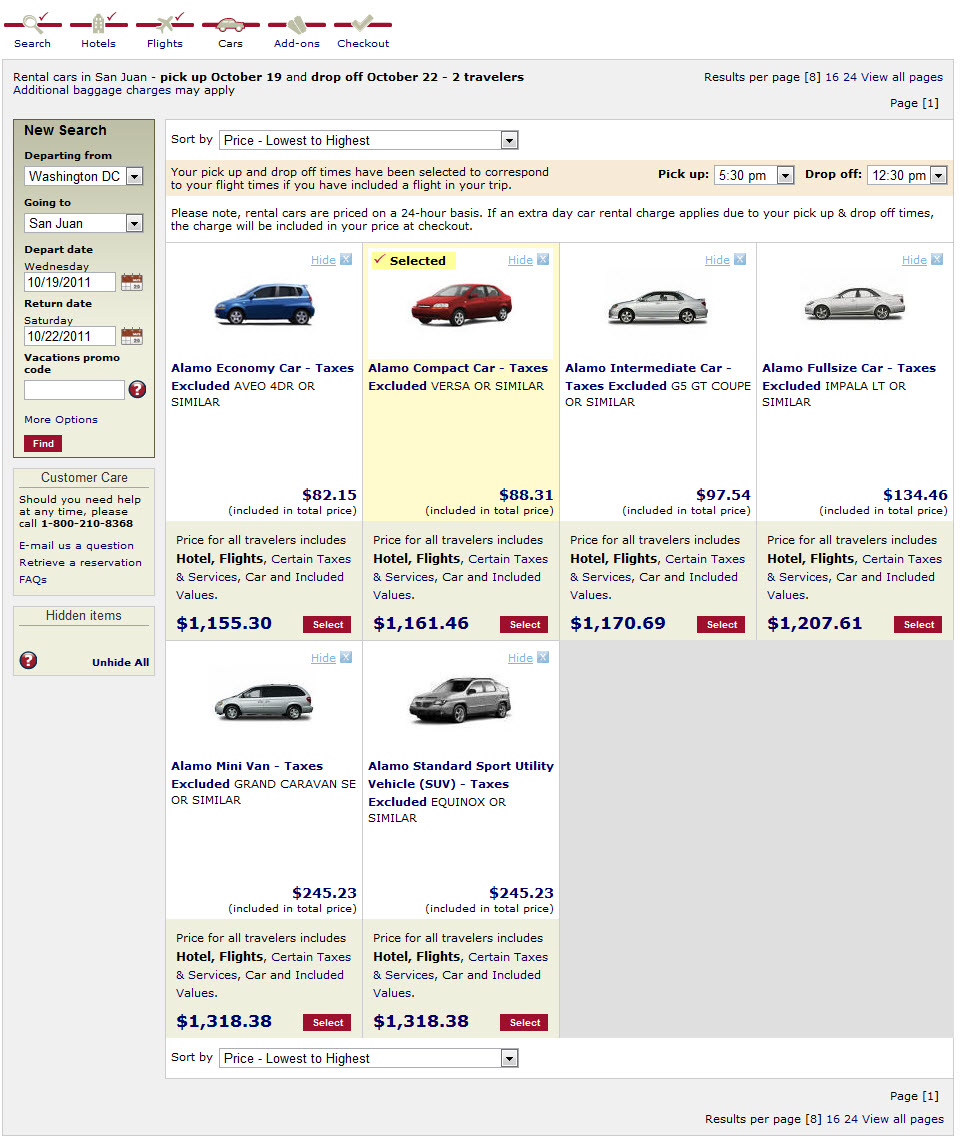 Search Hotels Flights Cars Add-ons Checkout
Rental cars in San Juan - pick up October 19 and drop off October 22 - 2 travelers
Additional baggage charges may apply
Results per page [8] 16 24 View all pages
Page [1]
New Search
Departing from
Washington DC
Going to
San Juan
Depart date
Wednesday
10/19/2011
Return date
Saturday
10/22/2011
Vacations promo
code
?
More Options
Find
Customer Care
Should you need help
at any time, please
call 1-800-210-8368
E-mail us a question
Retrieve a reservation
FAQs
Hidden items
?
Unhide All
Sort by Price - Lowest to Highest
Your pick up and drop off times have been selected to correspond
to your flight times if you have included a flight in your trip.
Pick up: 5:30 pm Drop off: 12:30 pm
Please note, rental cars are priced on a 24-hour basis. If an extra day car rental charge applies due to your pick up & drop off times,
the charge will be included in your price at checkout.
Hide X
Alamo Economy Car - Taxes
Excluded AVEO 4DR OR
SIMILAR
$82.15
(included in total price)
Price for all travelers includes
Hotel, Flights, Certain Taxes
& Services, Car and Included
Values.
$1,155.30 Select
Selected Hide X
Alamo Compact Car - Taxes
Excluded VERSA OR SIMILAR
$88.31
(included in total price)
Price for all travelers includes
Hotel, Flights, Certain Taxes
& Services, Car and Included
Values.
$1,161.46 Select
Hide X
Alamo Intermediate Car -
Taxes Excluded G5 GT COUPE
OR SIMILAR
$97.54
(included in total price)
Price for all travelers includes
Hotel, Flights, Certain Taxes
& Services, Car and Included
Values.
$1,170.69 Select
Hide X
Alamo Fullsize Car - Taxes
Excluded IMPALA LT OR
SIMILAR
$134.46
(included in total price)
Price for all travelers includes
Hotel, Flights, Certain Taxes
& Services, Car and Included
Values.
$1,207.61 Select
Hide X
Alamo Mini Van - Taxes
Excluded GRAND CARAVAN SE
OR SIMILAR
$245.23
(included in total price)
Price for all travelers includes
Hotel, Flights, Certain Taxes
& Services, Car and Included
Values.
$1,318.38 Select
Hide X
Alamo Standard Sport Utility
Vehicle (SUV) - Taxes
Excluded EQUINOX OR
SIMILAR
$245.23
(included in total price)
Price for all travelers includes
Hotel, Flights, Certain Taxes
& Services, Car and Included
Values.
$1,318.38 Select
Sort by Price - Lowest to Highest
Page [1]
Results per page [8] 16 24 View all pages